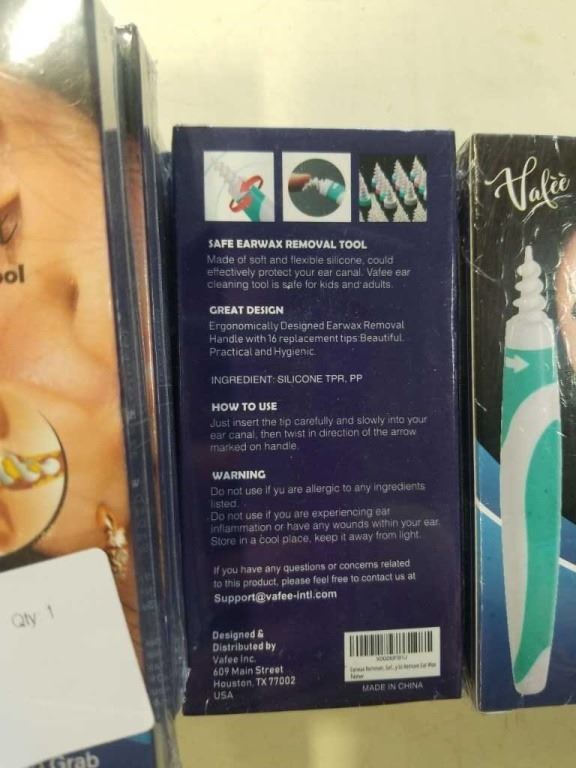 ool
Qty: 1
Grab
SAFE EARWAX REMOVAL TOOL
Made of soft and flexible silicone, could
effectively protect your ear canal. Vafee ear
cleaning tool is safe for kids and adults.
GREAT DESIGN
Ergonomically Designed Earwax Removal
Handle with 16 replacement tips:Beautiful.
Practical and Hygienic.
INGREDIENT: SILICONE TPR, PP
HOW TO USE
Just insert the tip carefully and slowly into your
ear canal, then twist in direction of the arrow
marked on handle.
WARNING
Do not use if yu are allergic to any ingredients
listed.
Do not use if you are experiencing ear
inflammation or have any wounds within your ear.
Store in a cool place, keep it away from light.
If you have any questions or concerns related
to this product, please feel free to contact us at
Support@vafee-intl.com
Designed &
Distributed by
Vafee Inc.
609 Main Street
Houston, TX 77002
USA
MADE IN CHINA
Vafèè